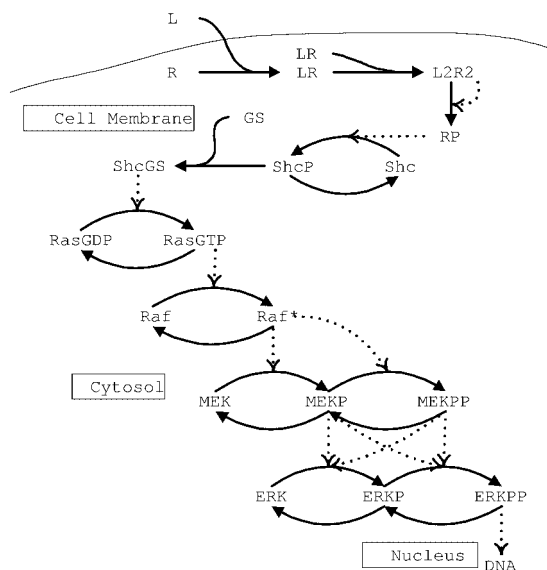 L
LR
R LR L2R2
Cell Membrane GS RP
ShcGS ShcP Shc
RasGDP RasGTP
Raf Raf*
Cytosol
MEK MEKP MEKPP
ERK ERKP ERKPP
Nucleus DNA